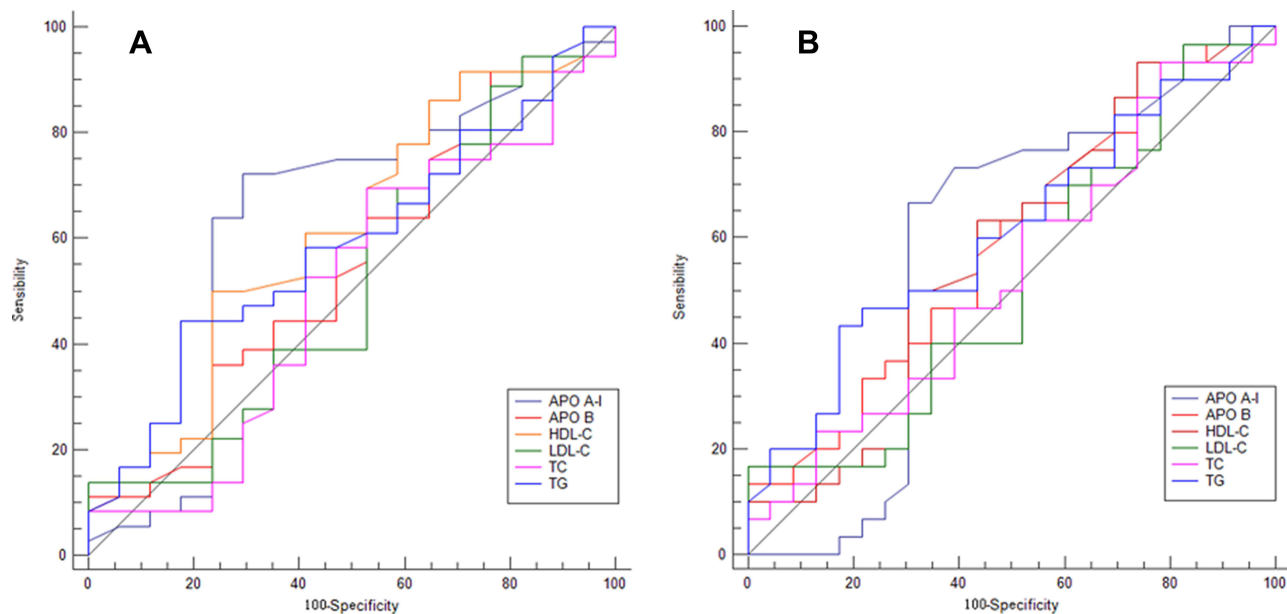 A
100
80
60
40
20
0
Sensibility
0 20 40 60 80 100
100-Specificity
APO A-I
APO B
HDL-C
LDL-C
TC
TG
B
100
80
60
40
20
0
Sensibility
0 20 40 60 80 100
100-Specificity
APO A-I
APO B
HDL-C
LDL-C
TC
TG